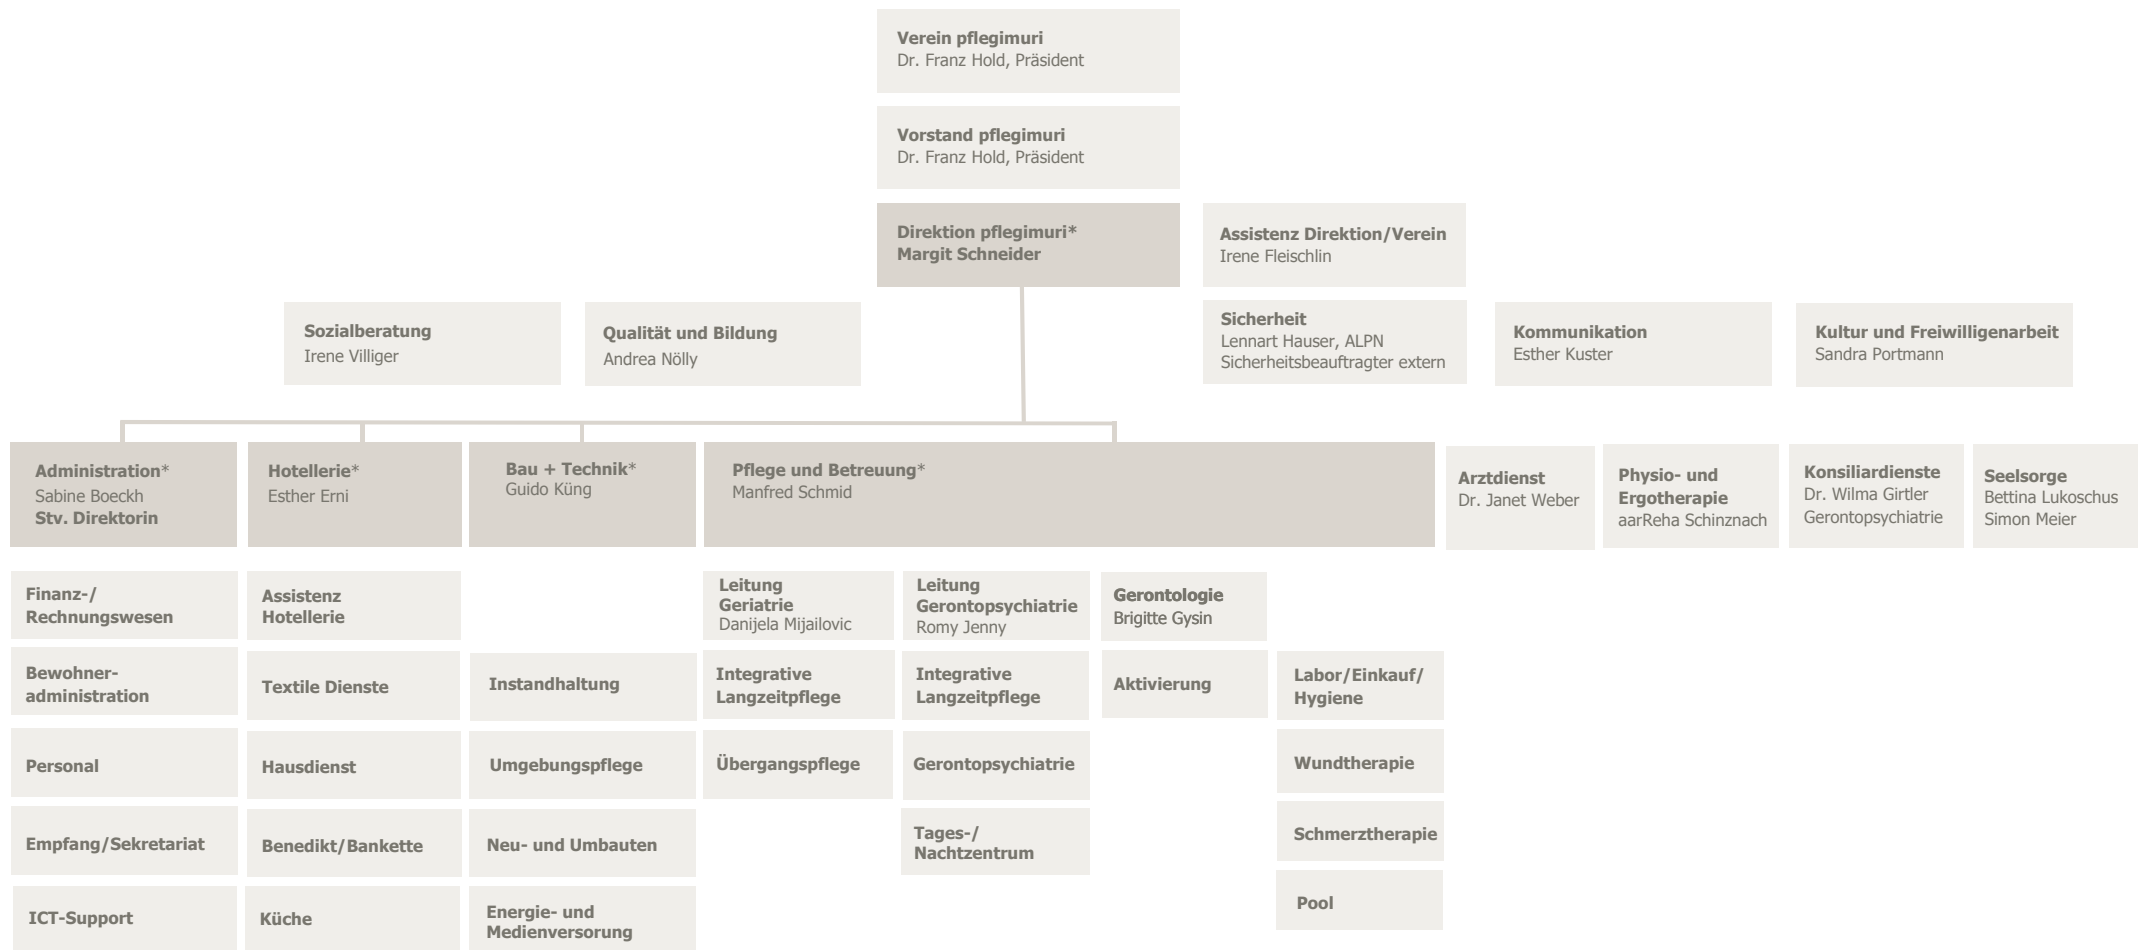 Verein pflegimuri
Dr. Franz Hold, Präsident
Vorstand pflegimuri
Dr. Franz Hold, Präsident
Direktion pflegimuri*
Margit Schneider
Assistenz Direktion/Verein
Irene Fleischlin
Sozialberatung
Irene Villiger
Qualität und Bildung
Andrea Nölly
Sicherheit
Lennart Hauser, ALPN
Sicherheitsbeauftragter extern
Kommunikation
Esther Kuster
Kultur und Freiwilligenarbeit
Sandra Portmann
Administration*
Sabine Boeckh
Stv. Direktorin
Hotellerie*
Esther Erni
Bau + Technik*
Guido Küng
Pflege und Betreuung*
Manfred Schmid
Arztdienst
Dr. Janet Weber
Physio- und
Ergotherapie
aarReha Schinznach
Konsiliardienste
Dr. Wilma Girtler
Gerontopsychiatrie
Seelsorge
Bettina Lukoschus
Simon Meier
Finanz-/
Rechnungswesen
Assistenz
Hotellerie
Leitung
Geriatrie
Danijela Mijailovic
Leitung
Gerontopsychiatrie
Romy Jenny
Gerontologie
Brigitte Gysin
Bewohner-
administration
Textile Dienste
Instandhaltung
Integrative
Langzeitpflege
Integrative
Langzeitpflege
Aktivierung
Labor/Einkauf/
Hygiene
Personal
Hausdienst
Umgebungspflege
Übergangspflege
Gerontopsychiatrie
Wundtherapie
Empfang/Sekretariat
Benedikt/Bankette
Neu- und Umbauten
Tages-/
Nachtzentrum
Schmerztherapie
ICT-Support
Küche
Energie- und
Medienversorung
Pool